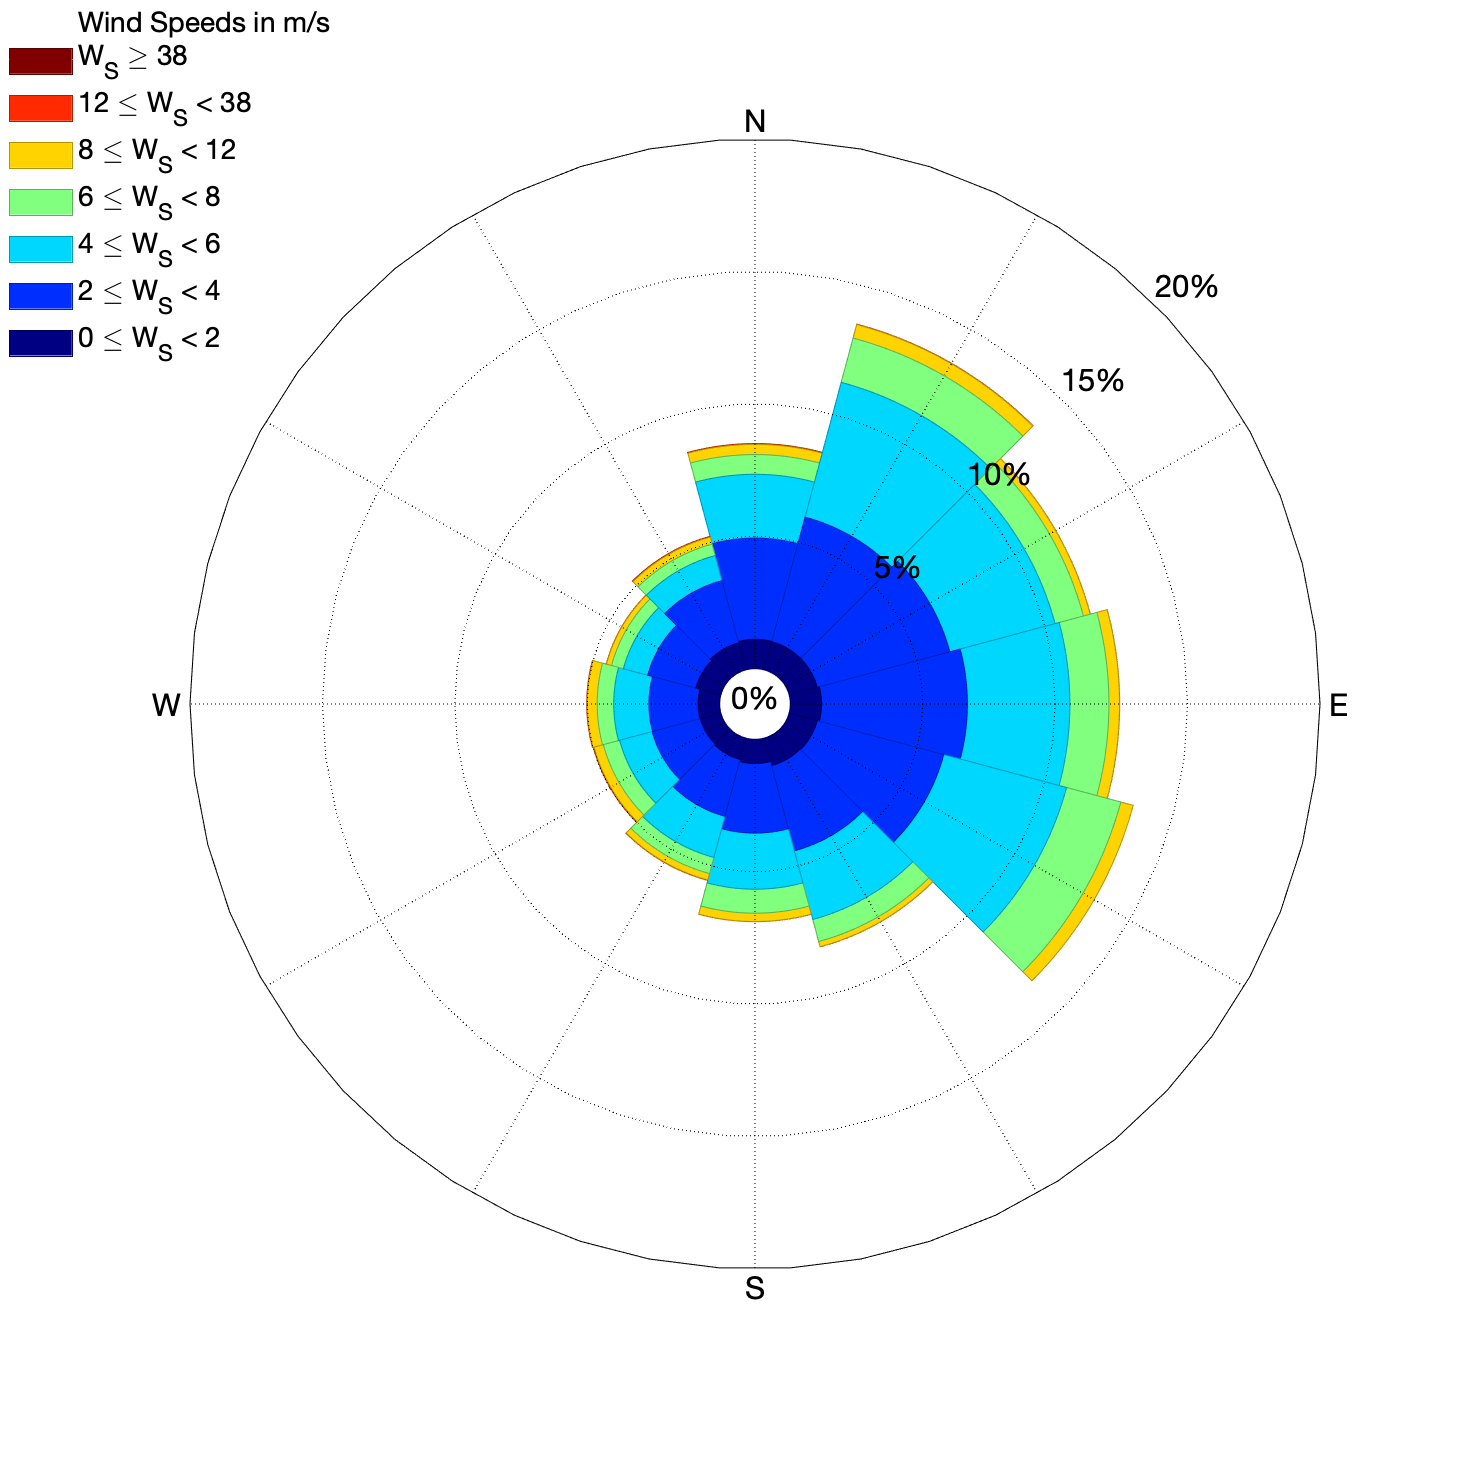 Wind Speeds in m/s
W_S ≥ 38
12 ≤ W_S < 38
8 ≤ W_S < 12
6 ≤ W_S < 8
4 ≤ W_S < 6
2 ≤ W_S < 4
0 ≤ W_S < 2
N
20%
15%
10%
5%
0%
W
E
S